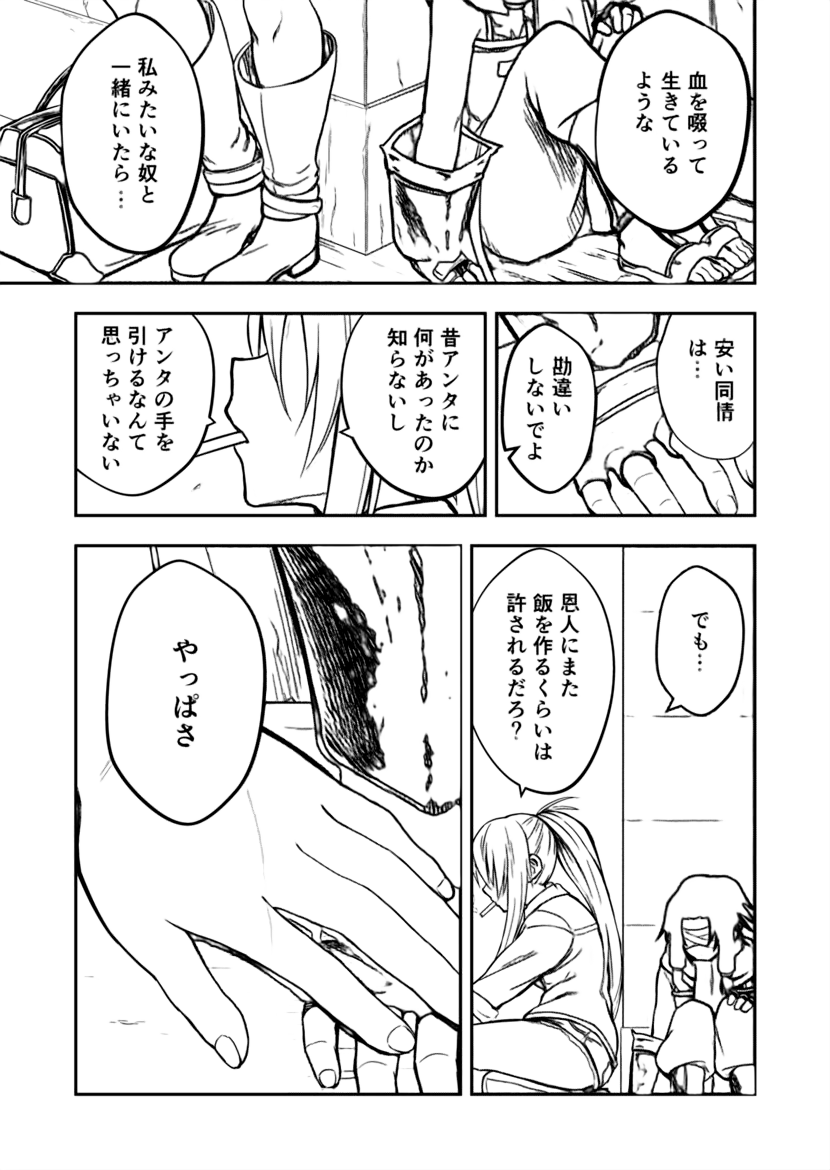 血を啜って
生きている
ような
私みたいな奴と
一緒にいたら…
安い同情
は…
勘違い
しないでよ
昔アンタに
何があったのか
知らないし
アンタの手を
引けるなんて
思っちゃいない
でも…
恩人にまた
飯を作るくらいは
許されるだろ?
やっぱさ